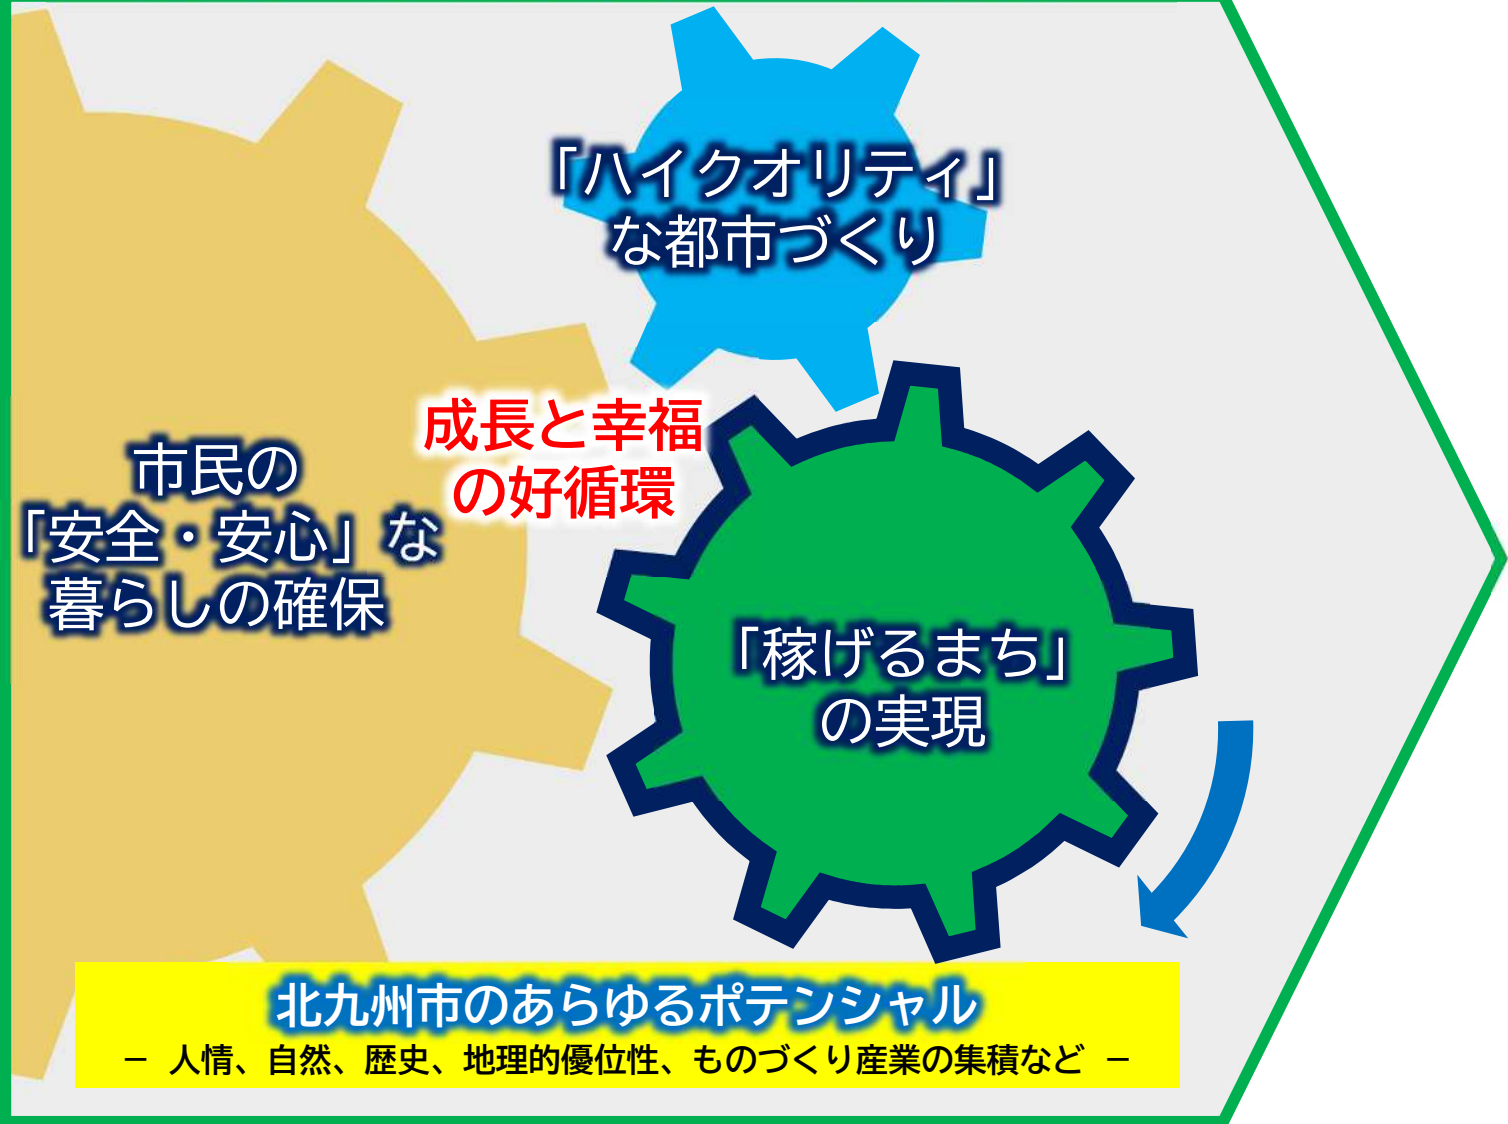 「ハイクオリティ」
な都市づくり
成長と幸福
の好循環
市民の
「安全・安心」な
暮らしの確保
「稼げるまち」
の実現
北九州市のあらゆるポテンシャル
－ 人情、自然、歴史、地理的優位性、ものづくり産業の集積など －